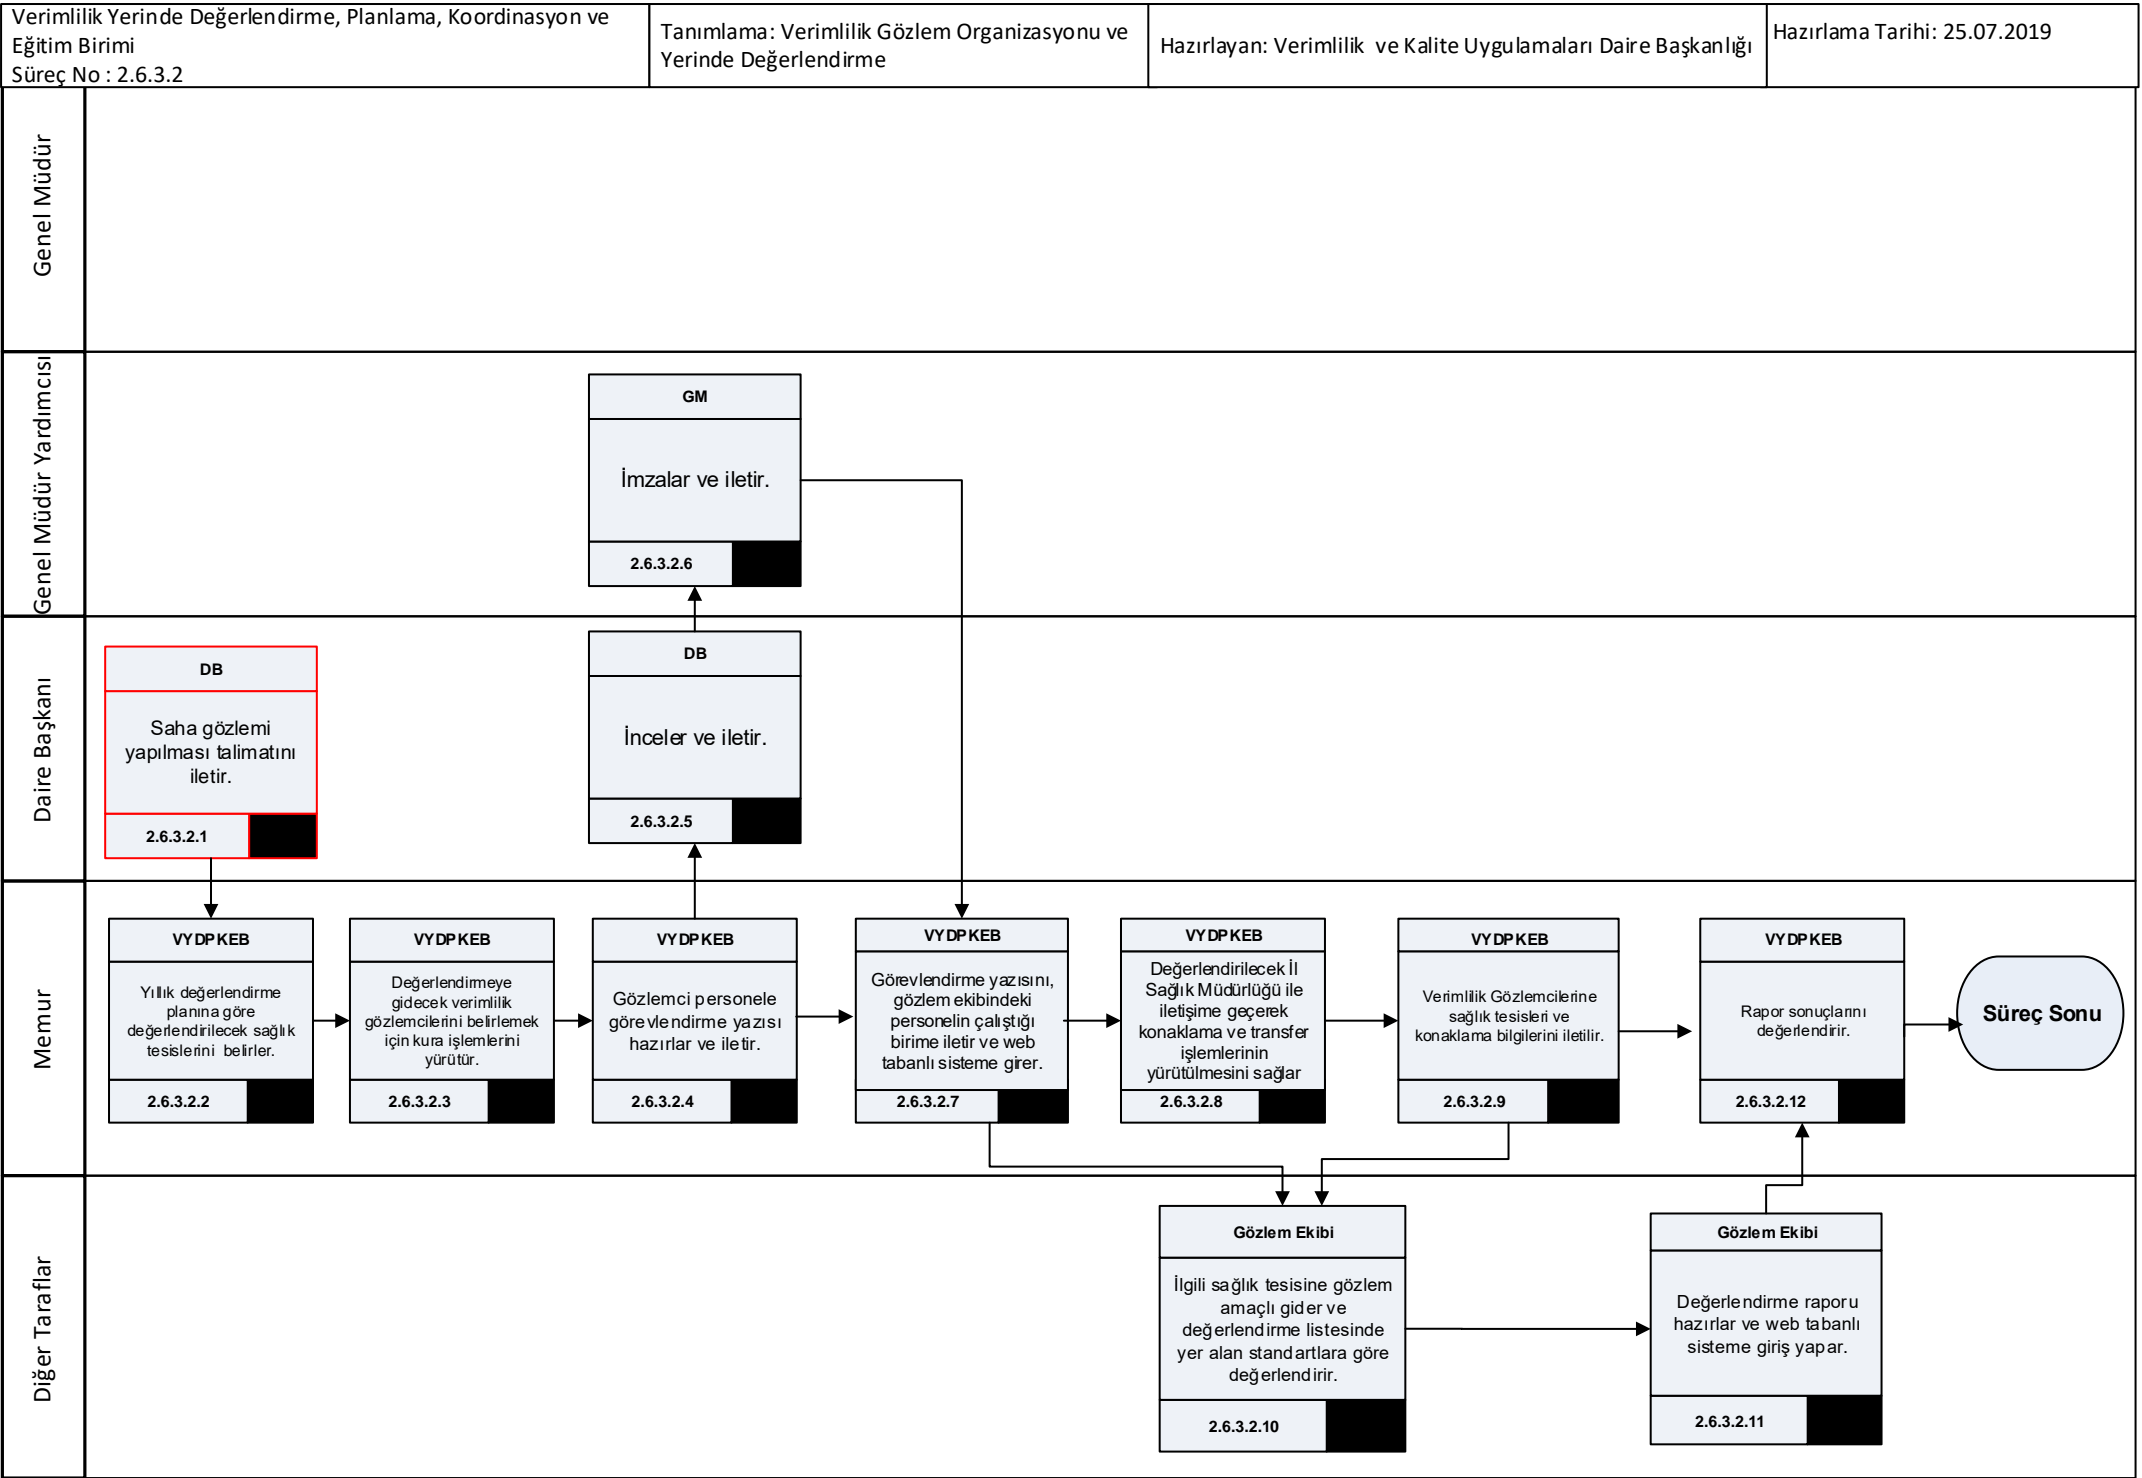 Verimlilik Yerinde Değerlendirme, Planlama, Koordinasyon ve
Eğitim Birimi
Süreç No : 2.6.3.2
Tanımlama: Verimlilik Gözlem Organizasyonu ve
Yerinde Değerlendirme
Hazırlayan: Verimlilik ve Kalite Uygulamaları Daire Başkanlığı
Hazırlama Tarihi: 25.07.2019
Genel Müdür
Genel Müdür Yardımcısı
GM
İmzalar ve iletir.
2.6.3.2.6
Daire Başkanı
DB
Saha gözlemi
yapılması talimatını
iletir.
2.6.3.2.1
DB
İnceler ve iletir.
2.6.3.2.5
Memur
VYDPKEB
Yıllık değerlendirme
planına göre
değerlendirilecek sağlık
tesislerini belirler.
2.6.3.2.2
VYDPKEB
Değerlendirmeye
gidecek verimlilik
gözlemcilerini belirlemek
için kura işlemlerini
yürütür.
2.6.3.2.3
VYDPKEB
Gözlemci personele
görevlendirme yazısı
hazırlar ve iletir.
2.6.3.2.4
VYDPKEB
Görevlendirme yazısını,
gözlem ekibindeki
personelin çalıştığı
birime iletir ve web
tabanlı sisteme girer.
2.6.3.2.7
VYDPKEB
Değerlendirilecek İl
Sağlık Müdürlüğü ile
iletişime geçerek
konaklama ve transfer
işlemlerinin
yürütülmesini sağlar
2.6.3.2.8
VYDPKEB
Verimlilik Gözlemcilerine
sağlık tesisleri ve
konaklama bilgilerini iletilir.
2.6.3.2.9
VYDPKEB
Rapor sonuçlarını
değerlendirir.
2.6.3.2.12
Süreç Sonu
Diğer Taraflar
Gözlem Ekibi
İlgili sağlık tesisine gözlem
amaçlı gider ve
değerlendirme listesinde
yer alan standartlara göre
değerlendirir.
2.6.3.2.10
Gözlem Ekibi
Değerlendirme raporu
hazırlar ve web tabanlı
sisteme giriş yapar.
2.6.3.2.11